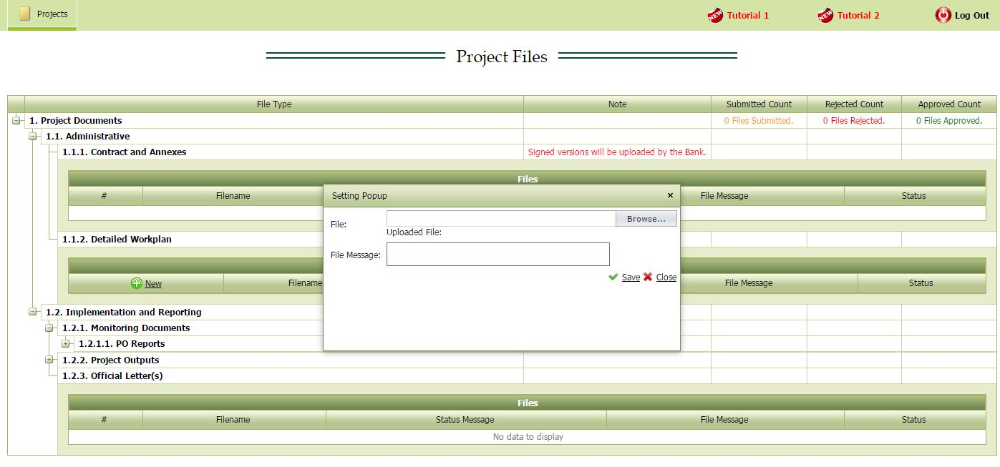 Projects
NEW Tutorial 1
NEW Tutorial 2
Log Out
Project Files
File Type Note Submitted Count Rejected Count Approved Count
1. Project Documents 0 Files Submitted. 0 Files Rejected. 0 Files Approved.
1.1. Administrative
1.1.1. Contract and Annexes Signed versions will be uploaded by the Bank.
Files
# Filename File Message Status
Setting Popup
File: Browse...
Uploaded File:
File Message:
Save Close
1.1.2. Detailed Workplan
New Filename File Message Status
1.2. Implementation and Reporting
1.2.1. Monitoring Documents
1.2.1.1. PO Reports
1.2.2. Project Outputs
1.2.3. Official Letter(s)
Files
# Filename Status Message File Message Status
No data to display